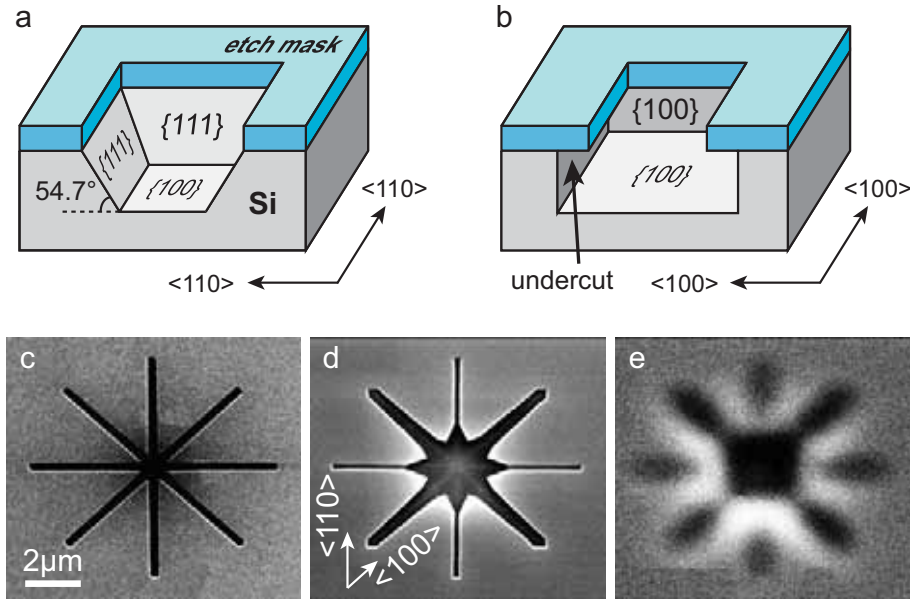 a
etch mask
{111}
{111}
{100}
54.7°
Si
<110>
<110>
b
{100}
{100}
undercut
<100>
<100>
c
2μm
d
<110>
<100>
e